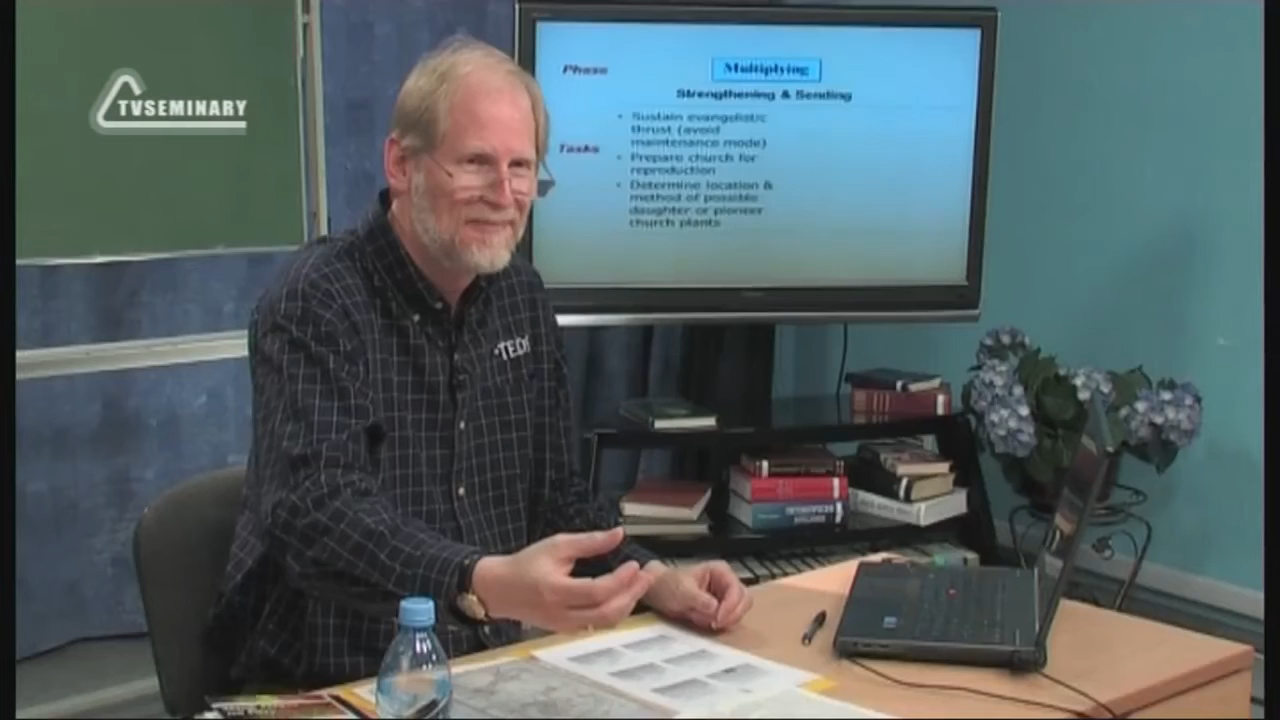 TVSEMINARY
Phase
Multiplying
Strengthening & Sending
Tasks
• Sustain evangelistic
thrust (avoid
maintenance mode)
• Prepare church for
reproduction
• Determine location &
method of possible
daughter or pioneer
church plants